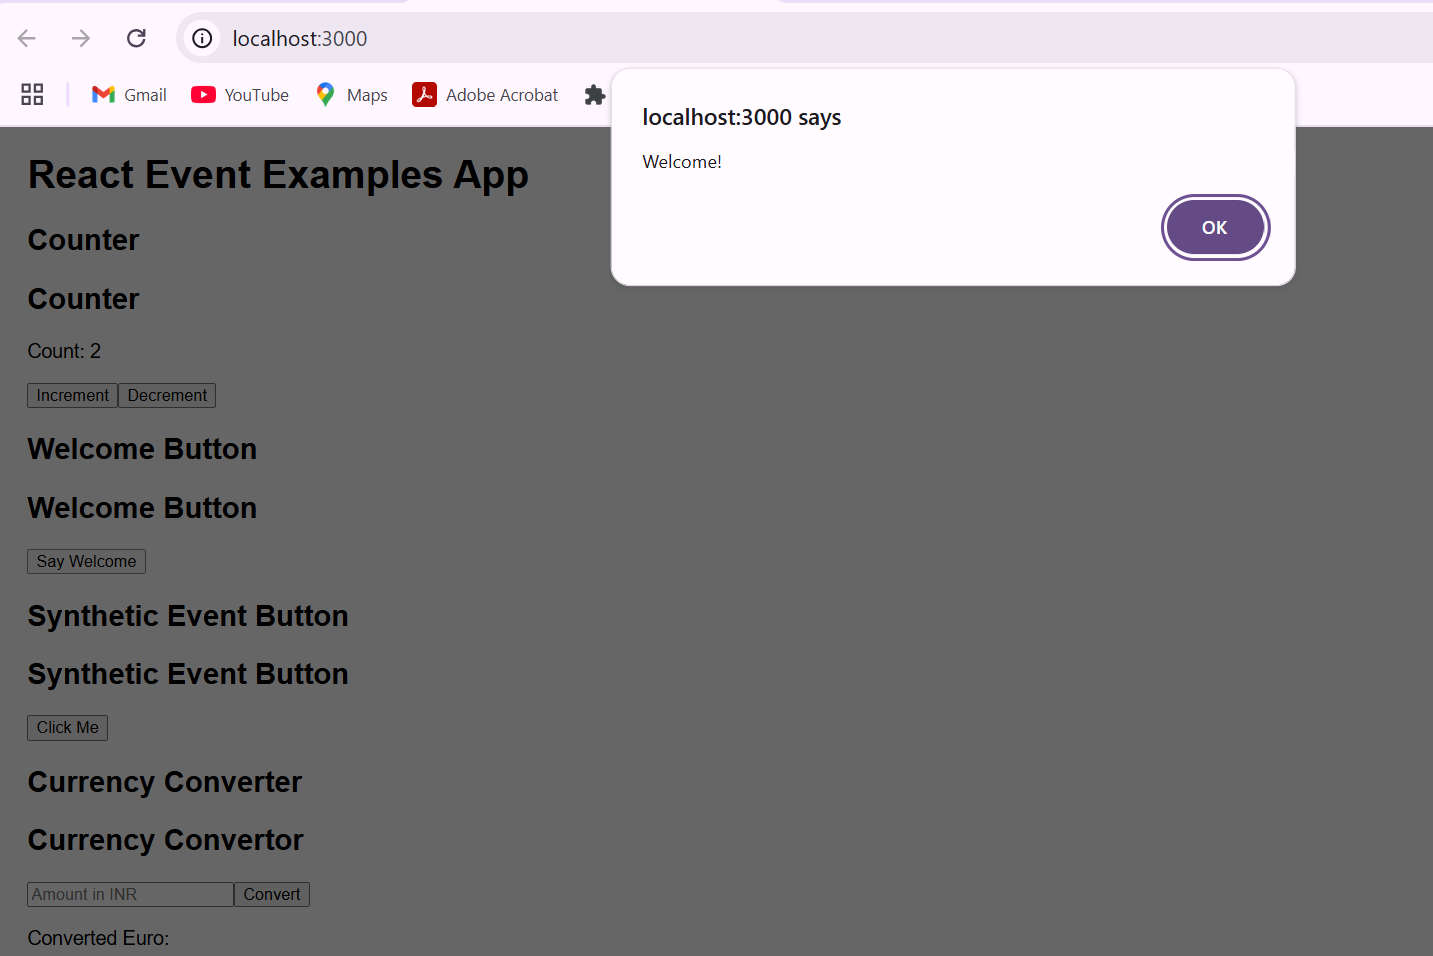 localhost:3000
Gmail YouTube Maps Adobe Acrobat
localhost:3000 says
Welcome!
OK
React Event Examples App
Counter
Counter
Count: 2
Increment Decrement
Welcome Button
Welcome Button
Say Welcome
Synthetic Event Button
Synthetic Event Button
Click Me
Currency Converter
Currency Convertor
Amount in INR Convert
Converted Euro: